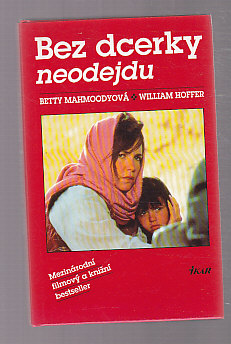 Bez dcerky
neodejdu
BETTY MAHMOODYOVÁ & WILLIAM HOFFER
Mezinárodní
filmový a knižní
bestseller
IKAR